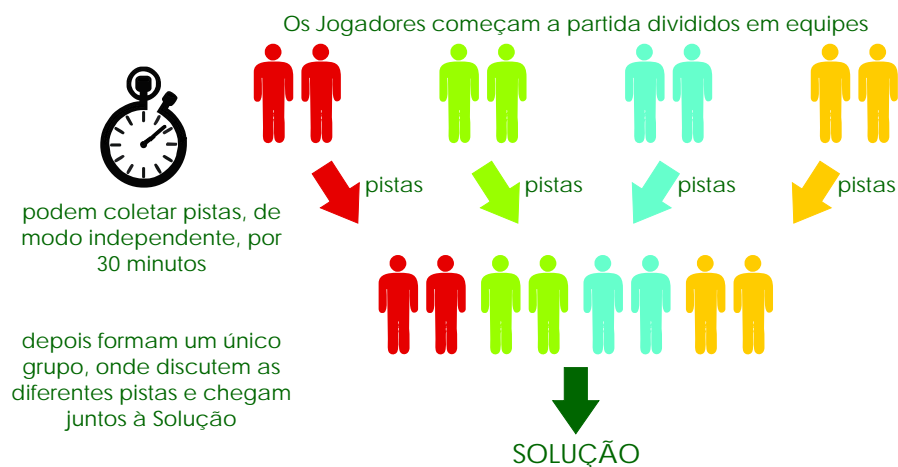 Os Jogadores começam a partida divididos em equipes
pistas
pistas
pistas
pistas
podem coletar pistas, de
modo independente, por
30 minutos
depois formam um único
grupo, onde discutem as
diferentes pistas e chegam
juntos à Solução
SOLUÇÃO